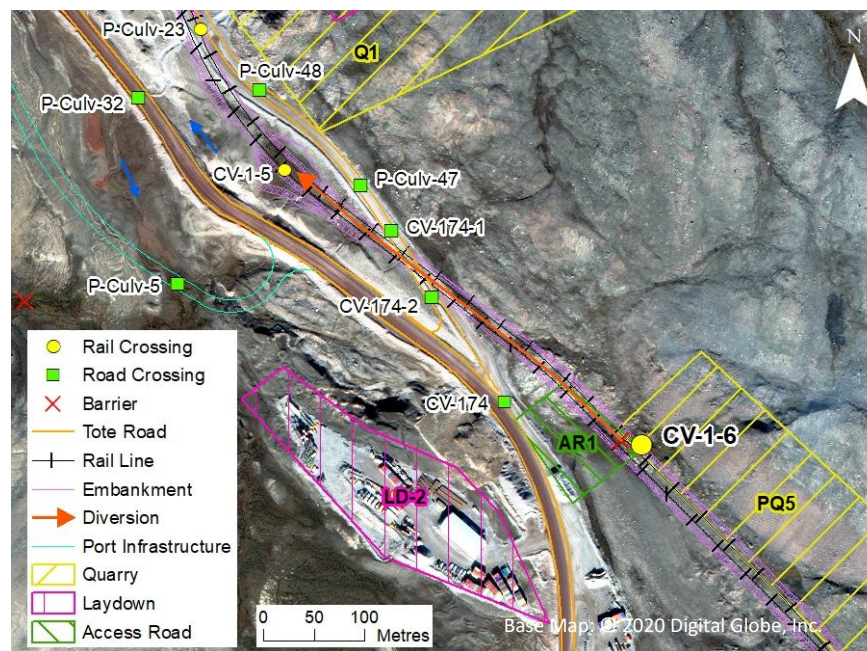 P-Culv-23
Q1
N
P-Culv-48
P-Culv-32
CV-1-5
P-Culv-47
CV-174-1
P-Culv-5
CV-174-2
CV-174
AR1
CV-1-6
LD-2
PQ5
Rail Crossing
Road Crossing
Barrier
Tote Road
Rail Line
Embankment
Diversion
Port Infrastructure
Quarry
Laydown
Access Road
0 50 100
Metres
Base Map: © 2020 Digital Globe, Inc.